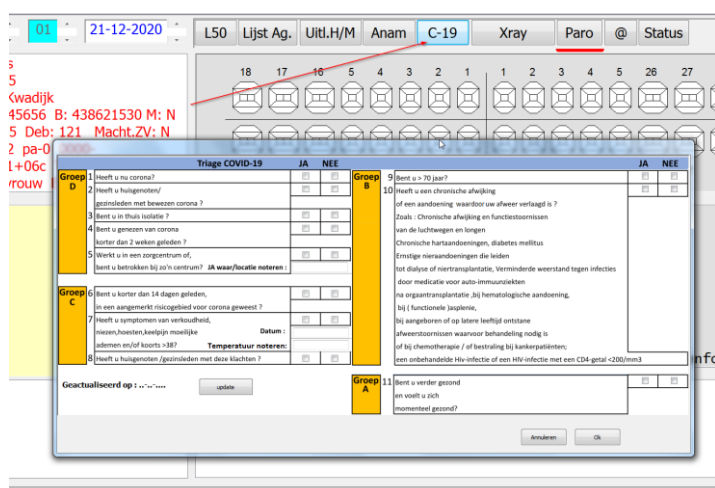 01 21-12-2020 L50 Lijst Ag. Uitl.H/M Anam C-19 Xray Paro @ Status
s
5
Kwadijk
45656 B: 438621530 M: N
5 Deb: 121 Macht.ZV: N
2 pa-0
1+06c
vrouw
18 17 16 5 4 3 2 1 1 2 3 4 5 26 27
Triage COVID-19 JA NEE
Groep D
1 Heeft u nu corona?
2 Heeft u huisgenoten/
gezinsleden met bewezen corona ?
3 Bent u in thuis isolatie ?
4 Bent u genezen van corona
korter dan 2 weken geleden ?
5 Werkt u in een zorgcentrum of,
bent u betrokken bij zo'n centrum? JA waar/locatie noteren :
Groep C
6 Bent u korter dan 14 dagen geleden,
in een aangemerkt risicogebied voor corona geweest ?
7 Heeft u symptomen van verkoudheid,
niezen,hoesten,keelpijn moeilijke Datum :
ademen en/of koorts >38? Temperatuur noteren:
8 Heeft u huisgenoten /gezinsleden met deze klachten ?
Geactualiseerd op : ..-..-.... update
JA NEE
Groep B
9 Bent u > 70 jaar?
10 Heeft u een chronische afwijking
of een aandoening waardoor uw afweer verlaagd is ?
Zoals : Chronische afwijking en functiestoornissen
van de luchtwegen en longen
Chronische hartaandoeningen, diabetes mellitus
Ernstige nieraandoeningen die leiden
tot dialyse of niertransplantatie, Verminderde weerstand tegen infecties
door medicatie voor auto-immuunziekten
na orgaantransplantatie ,bij hematologische aandoening,
bij ( functionele )asplenie,
bij aangeboren of op latere leeftijd ontstane
afweerstoornissen waarvoor behandeling nodig is
of bij chemotherapie / of bestraling bij kankerpatiënten;
een onbehandelde Hiv-infectie of een HIV-infectie met een CD4-getal <200/mm3
Groep A
11 Bent u verder gezond
en voelt u zich
momenteel gezond?
Annuleren Ok
nfo